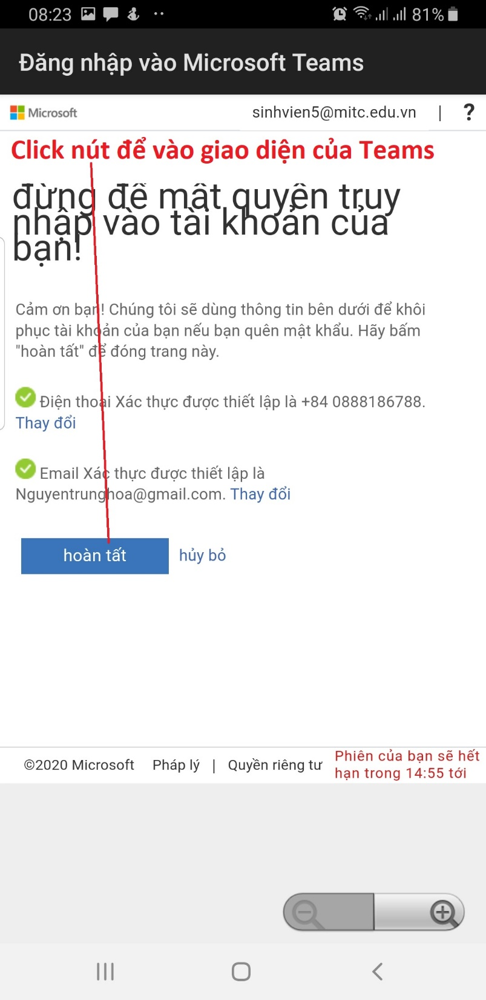 08:23
81%
Đăng nhập vào Microsoft Teams
Microsoft
sinhvien5@mitc.edu.vn | ?
Click nút để vào giao diện của Teams
đừng để mất quyền truy
nhập vào tài khoản của
bạn!
Cảm ơn bạn! Chúng tôi sẽ dùng thông tin bên dưới để khôi
phục tài khoản của bạn nếu bạn quên mật khẩu. Hãy bấm
"hoàn tất" để đóng trang này.
Điện thoại Xác thực được thiết lập là +84 0888186788.
Thay đổi
Email Xác thực được thiết lập là
Nguyentrunghoa@gmail.com. Thay đổi
hoàn tất
hủy bỏ
©2020 Microsoft Pháp lý | Quyền riêng tư
Phiên của bạn sẽ hết
hạn trong 14:55 tới